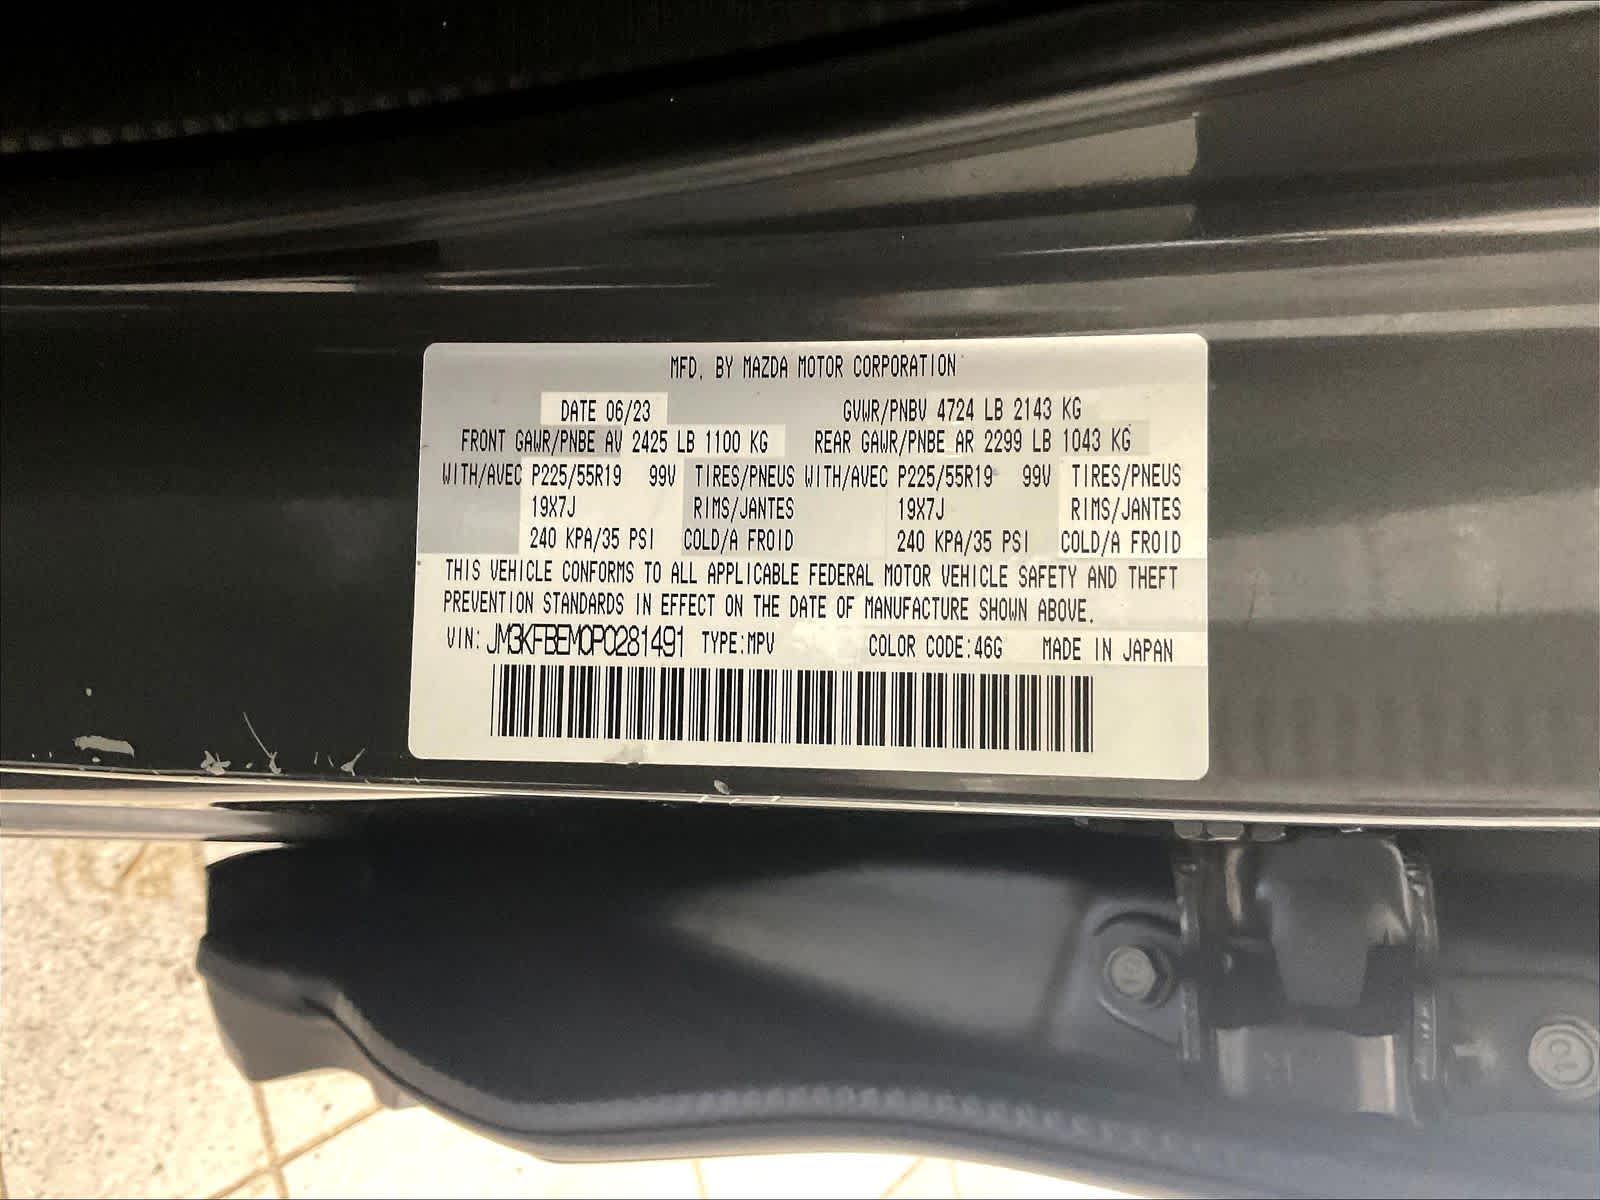 MFD. BY MAZDA MOTOR CORPORATION
DATE 06/23 GVWR/PNBV 4724 LB 2143 KG
FRONT GAWR/PNBE AV 2425 LB 1100 KG REAR GAWR/PNBE AR 2299 LB 1043 KG
WITH/AVEC P225/55R19 99V TIRES/PNEUS WITH/AVEC P225/55R19 99V TIRES/PNEUS
19X7J RIMS/JANTES 19X7J RIMS/JANTES
240 KPA/35 PSI COLD/A FROID 240 KPA/35 PSI COLD/A FROID
THIS VEHICLE CONFORMS TO ALL APPLICABLE FEDERAL MOTOR VEHICLE SAFETY AND THEFT
PREVENTION STANDARDS IN EFFECT ON THE DATE OF MANUFACTURE SHOWN ABOVE.
VIN: JM3KFBEM0P0281491 TYPE:MPV COLOR CODE:46G MADE IN JAPAN